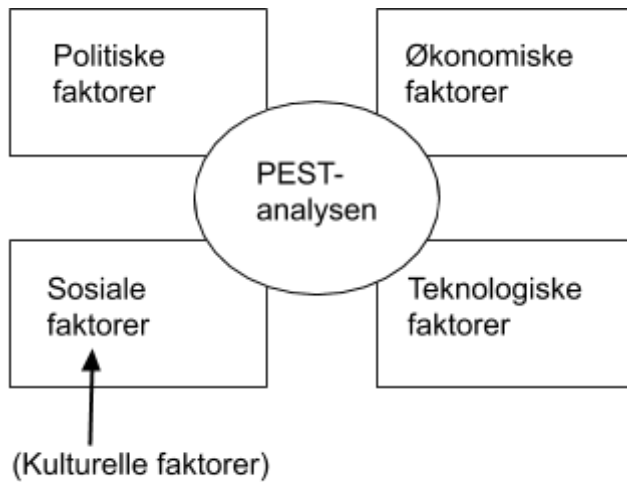 Politiske
faktorer
Økonomiske
faktorer
PEST-
analysen
Sosiale
faktorer
Teknologiske
faktorer
(Kulturelle faktorer)